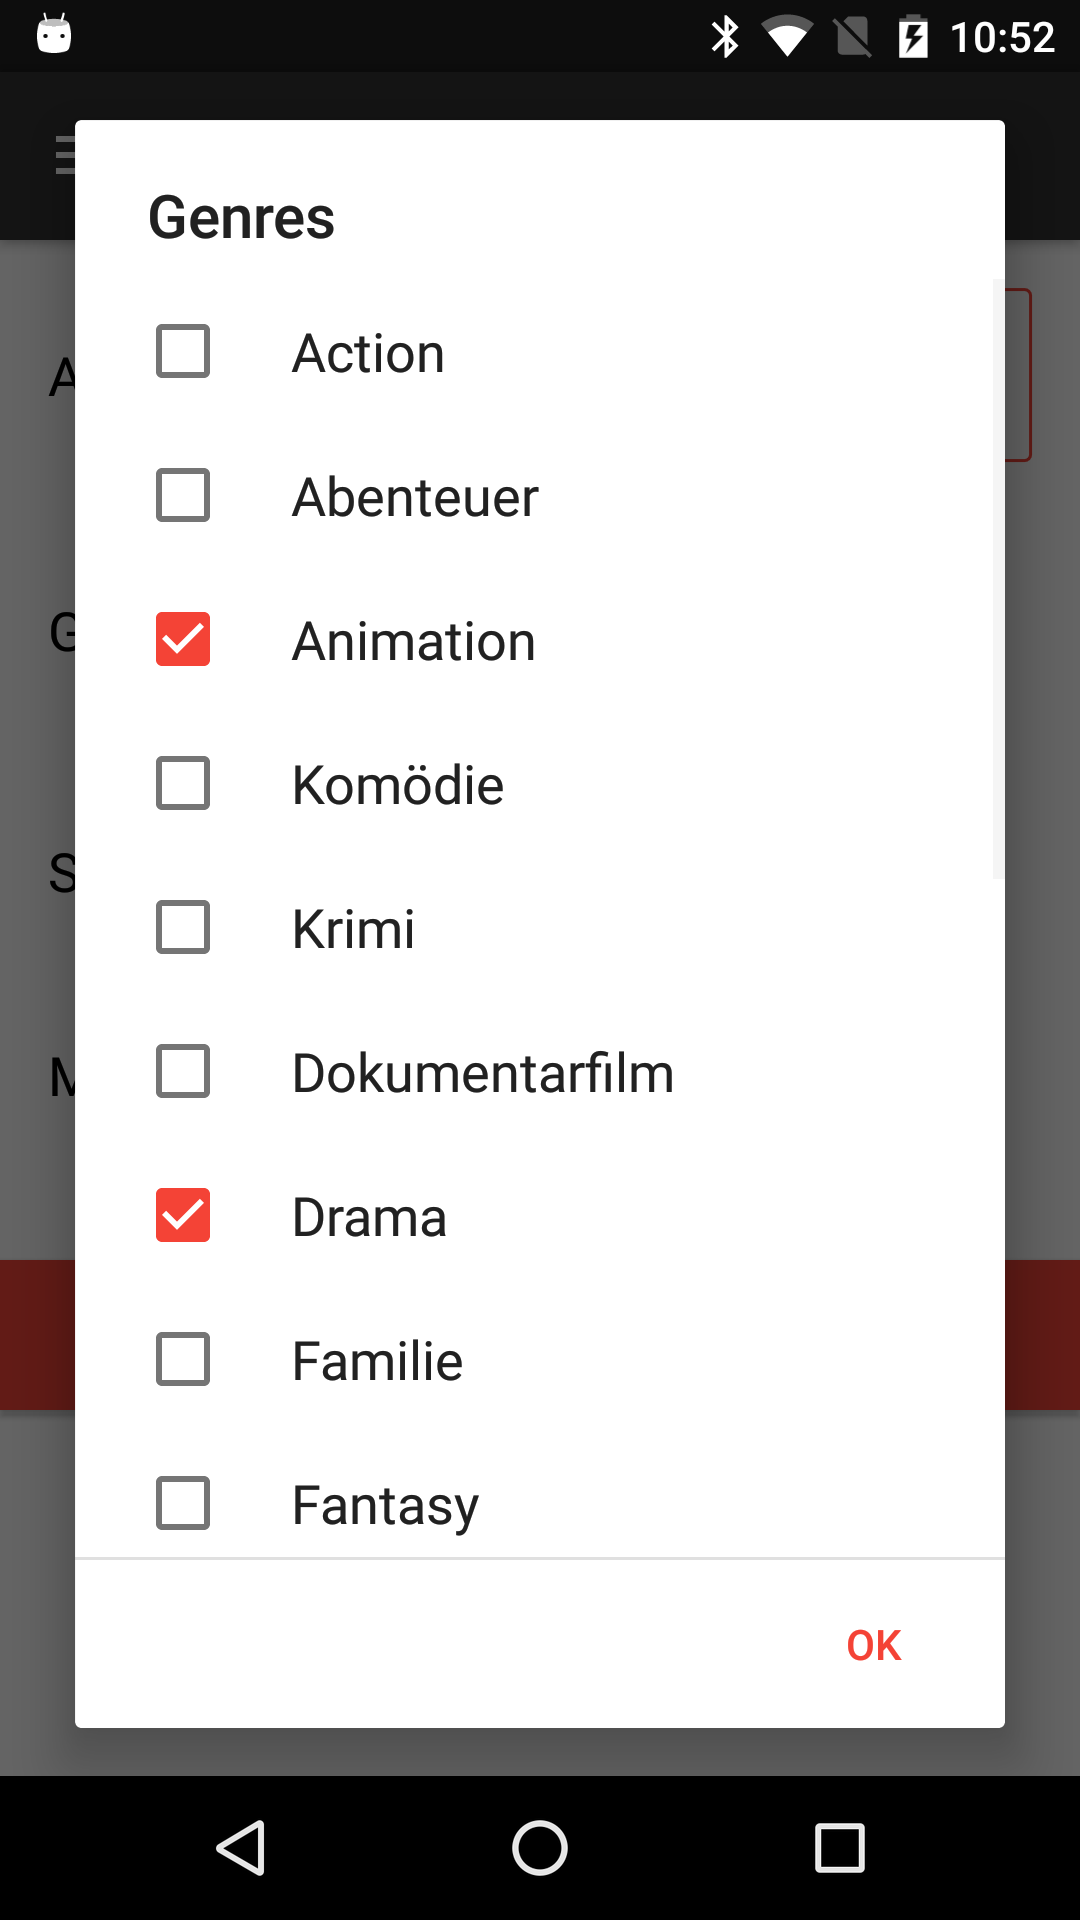 10:52
Genres
Action
Abenteuer
Animation
Komödie
Krimi
Dokumentarfilm
Drama
Familie
Fantasy
OK